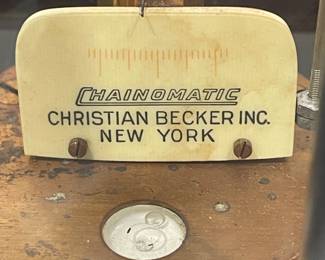 CHAINOMATIC
CHRISTIAN BECKER INC.
NEW YORK